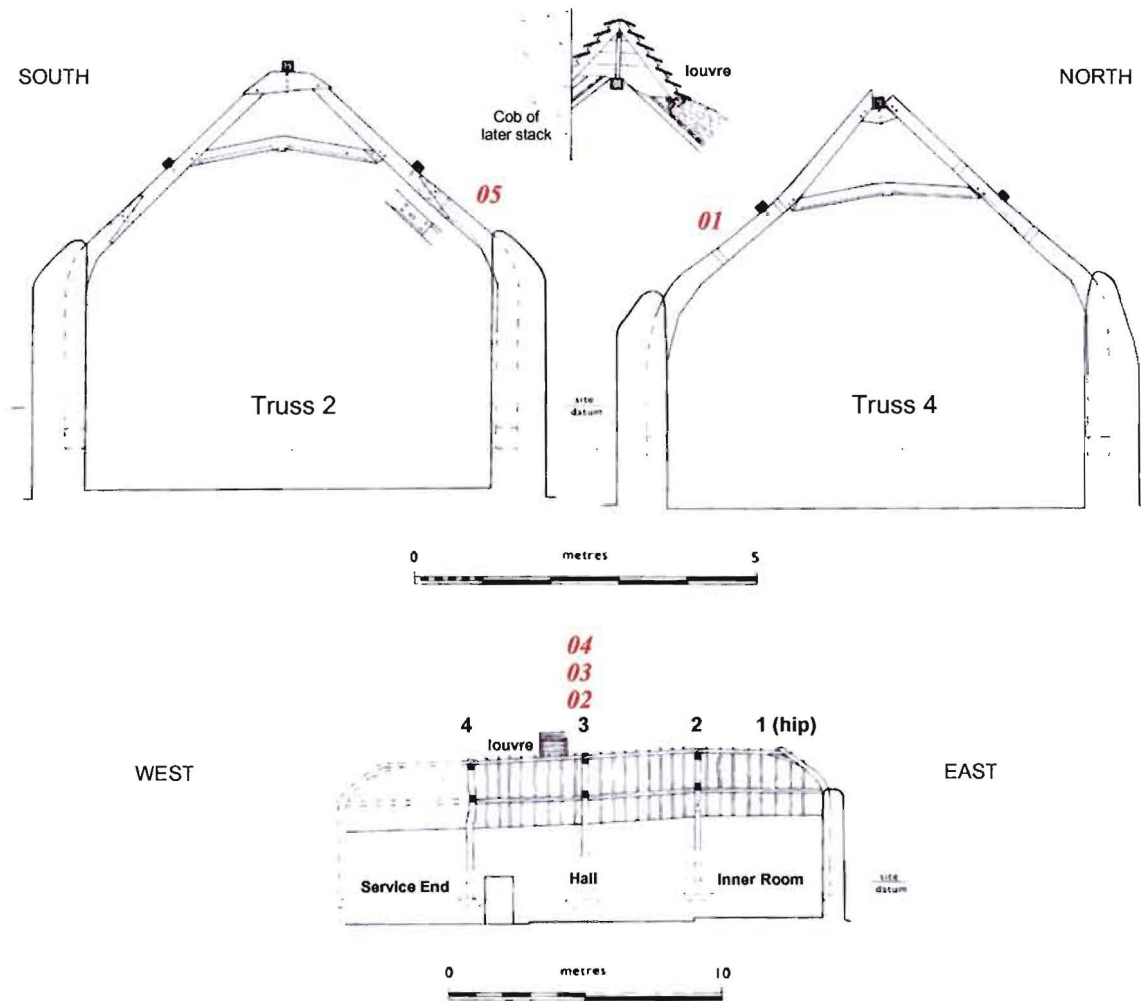 SOUTH
louvre
NORTH
Cob of
later stack
05
01
Truss 2
site
datum
Truss 4
0 metres 5
04
03
02
4 3 2 1 (hip)
louvre
WEST
EAST
Service End
Hall
Inner Room
site
datum
0 metres 10